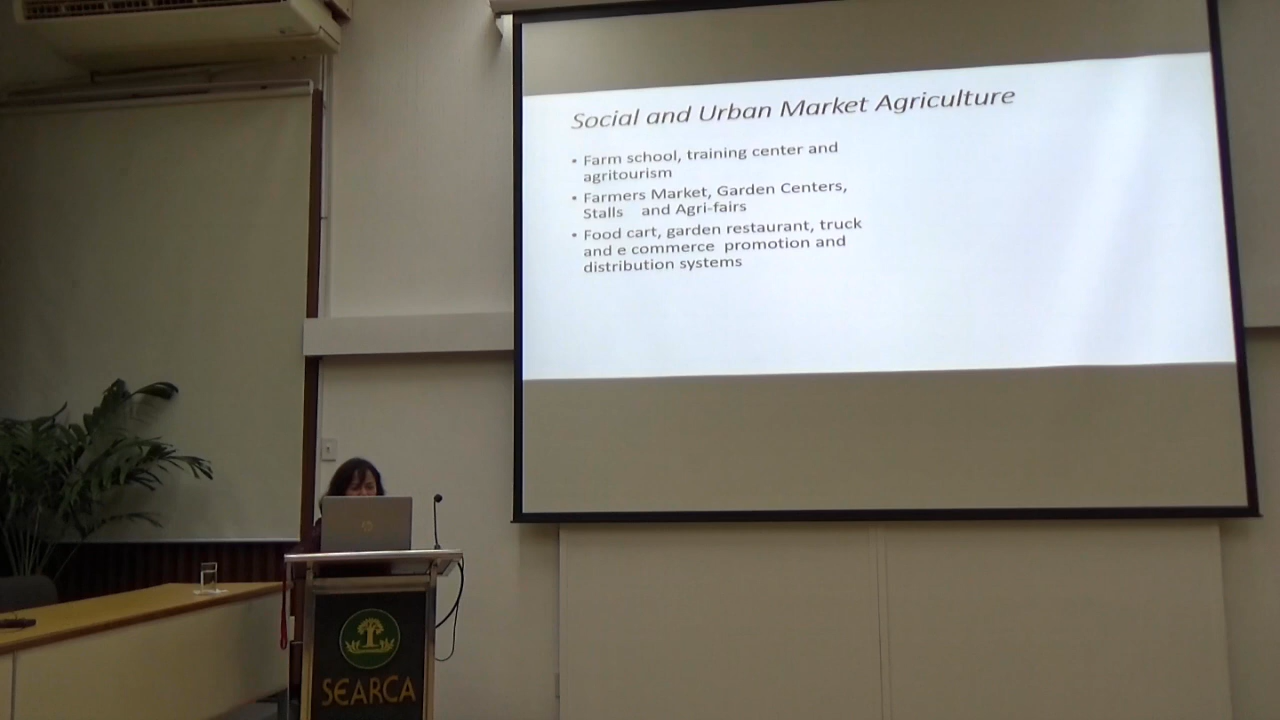 Social and Urban Market Agriculture
• Farm school, training center and
agritourism
• Farmers Market, Garden Centers,
Stalls and Agri-fairs
• Food cart, garden restaurant, truck
and e commerce promotion and
distribution systems
hp
SEARCA